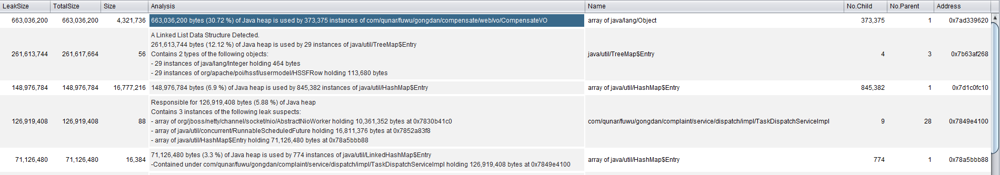 LeakSize TotalSize Size Analysis Name No.Child No.Parent Address
663,036,200 663,036,200 4,321,736 663,036,200 bytes (30.72 %) of Java heap is used by 373,375 instances of com/qunar/fuwu/gongdan/compensate/web/vo/CompensateVO array of java/lang/Object 373,375 1 0x7ad339620
A Linked List Data Structure Detected.
261,613,744 bytes (12.12 %) of Java heap is used by 29 instances of java/util/TreeMap$Entry
261,613,744 261,617,664 56 Contains 2 types of the following objects: java/util/TreeMap$Entry 4 3 0x7b63af268
- 29 instances of java/lang/Integer holding 464 bytes
- 29 instances of org/apache/poi/hssf/usermodel/HSSFRow holding 113,680 bytes
148,976,784 148,976,784 16,777,216 148,976,784 bytes (6.9 %) of Java heap is used by 845,382 instances of java/util/HashMap$Entry array of java/util/HashMap$Entry 845,382 1 0x7d1c0fc10
Responsible for 126,919,408 bytes (5.88 %) of Java heap
Contains 3 instances of the following leak suspects:
126,919,408 126,919,408 88 - array of org/jboss/netty/channel/socket/nio/AbstractNioWorker holding 10,361,352 bytes at 0x7830b41c0 com/qunar/fuwu/gongdan/complaint/service/dispatch/impl/TaskDispatchServiceImpl 9 28 0x7849e4100
- array of java/util/concurrent/RunnableScheduledFuture holding 16,811,376 bytes at 0x7852a83f8
- array of java/util/HashMap$Entry holding 71,126,480 bytes at 0x78a5bbb88
71,126,480 71,126,480 16,384 71,126,480 bytes (3.3 %) of Java heap is used by 774 instances of java/util/LinkedHashMap$Entry array of java/util/HashMap$Entry 774 1 0x78a5bbb88
-Contained under com/qunar/fuwu/gongdan/complaint/service/dispatch/impl/TaskDispatchServiceImpl holding 126,919,408 bytes at 0x7849e4100